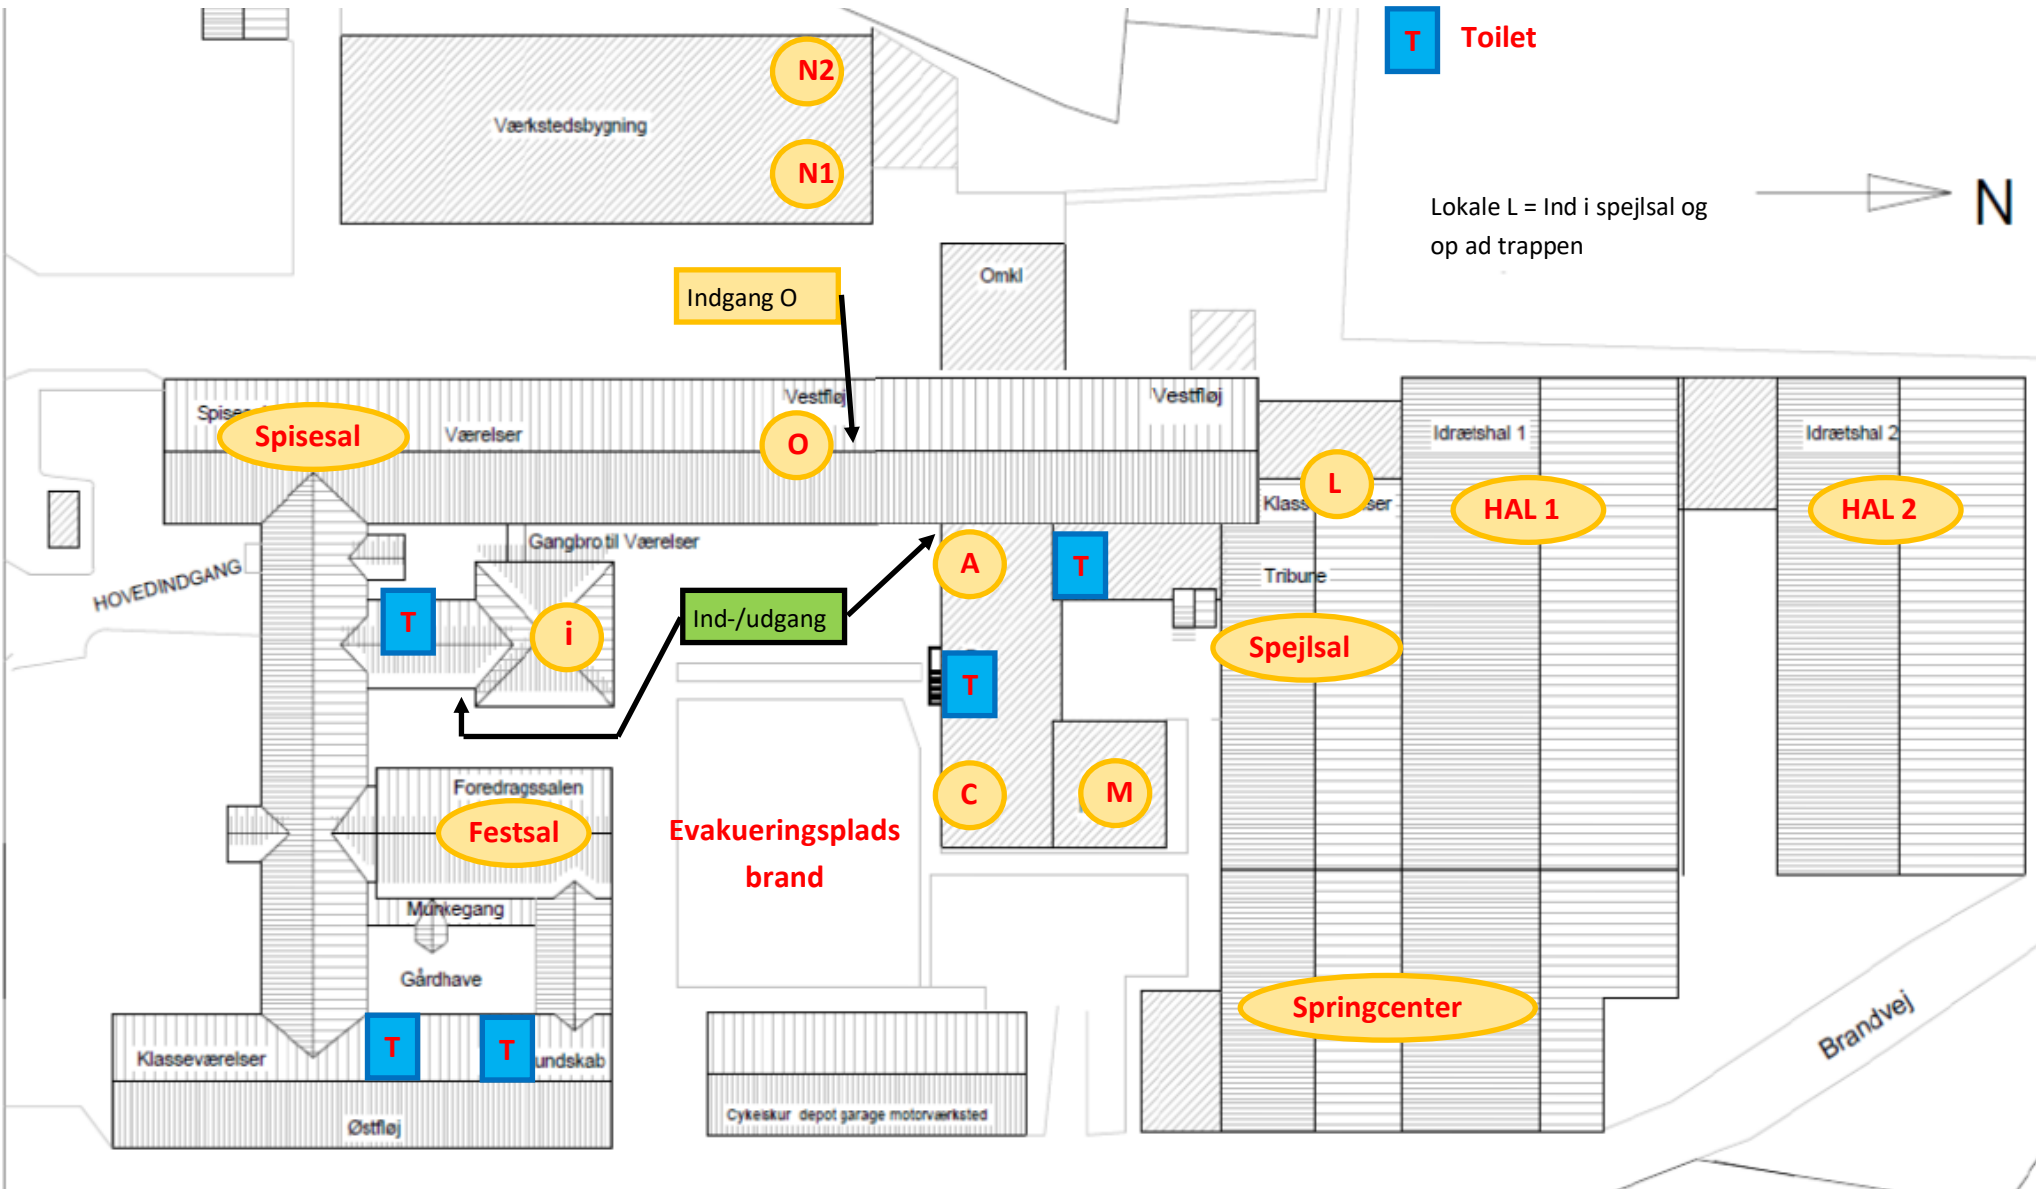 T Toilet
N2
Værkstedsbygning
N1
Lokale L = Ind i spejlsal og
op ad trappen
N
Omkl
Indgang O
Vestfløj
Vestfløj
Spisesal
Værelser
O
Idrætshal 1
Idrætshal 2
L
HAL 1
HAL 2
Gangbro til Værelser
HOVEDINDGANG
A
T
Tribune
T
i
Ind-/udgang
Spejlsal
T
Foredragssalen
C
M
Festsal
Evakueringsplads
brand
Munkegang
Gårdhave
Springcenter
Brandvej
Klasseværelser
T
T
undskab
Cykelskur depot garage motorværksted
Østfløj